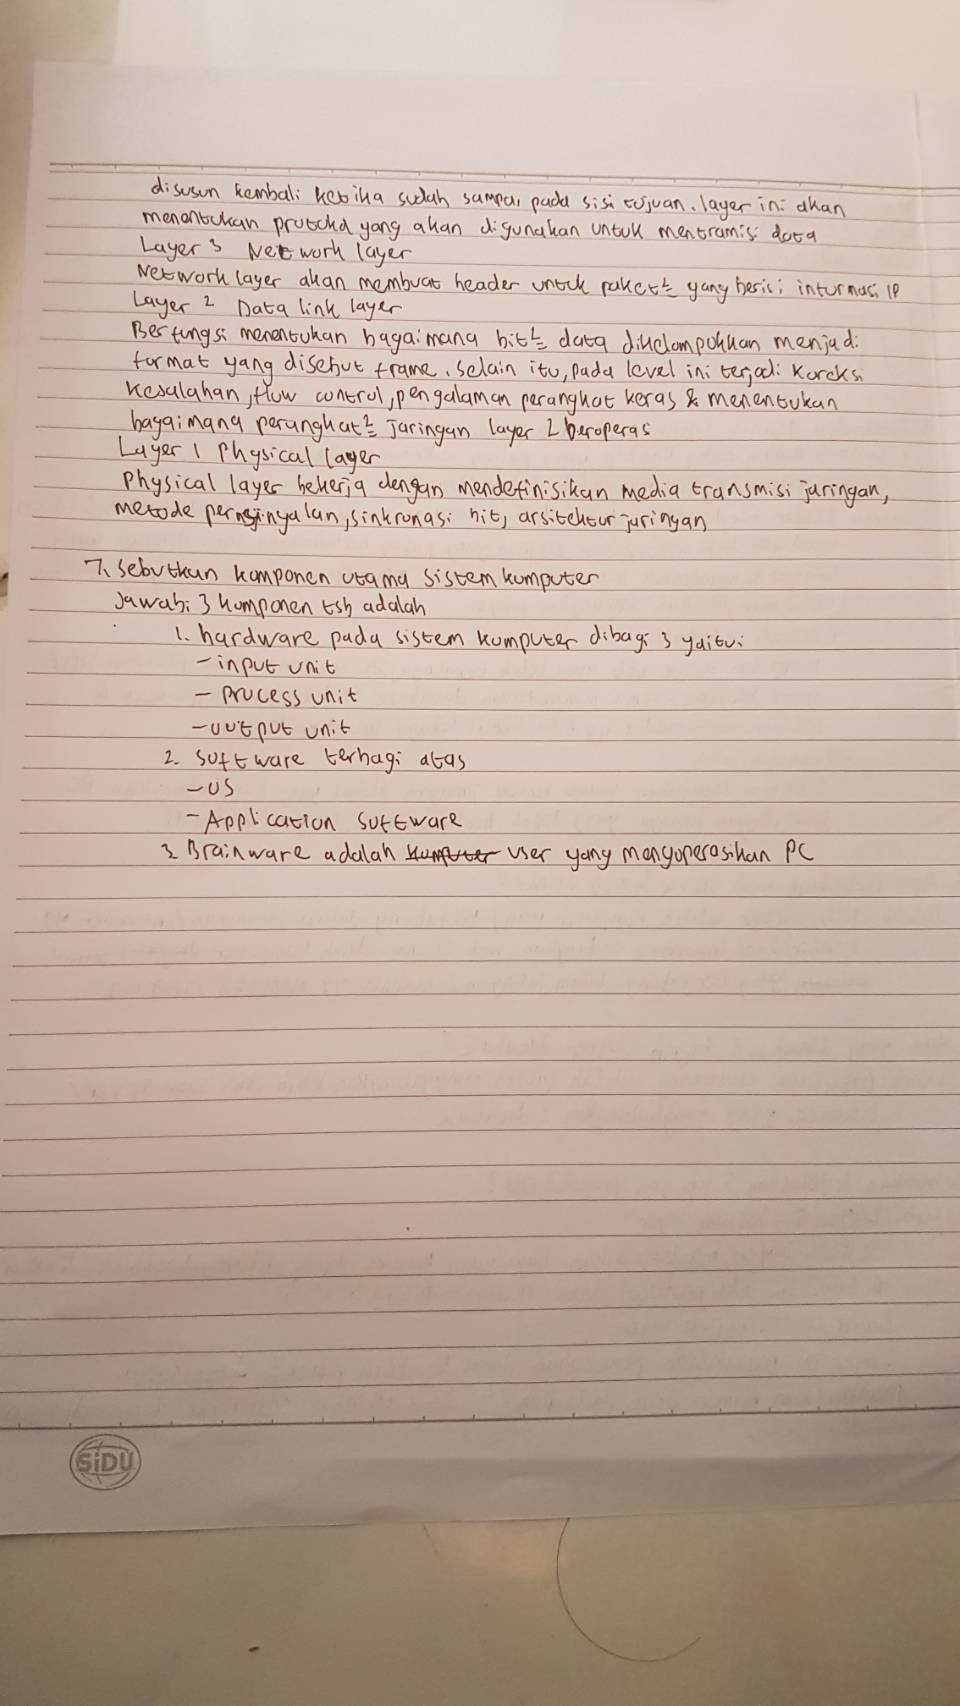 disusun kembali ketika sudah sampai pada sisi tujuan. layer ini akan
menentukan protokol yang akan digunakan untuk mentramisi data
Layer 3 Network layer
Network layer akan membuat header untuk paket² yang berisi informasi IP
Layer 2 Data link layer
Berfungsi menentukan bagaimana bit² data dikelompokkan menjadi
format yang disebut frame. selain itu, pada level ini terjadi koreksi
kesalahan, flow control, pengalaman perangkat keras & menentukan
bagaimana perangkat² jaringan layer 2 beroperas
Layer 1 Physical layer
Physical layer bekerja dengan mendefinisikan media transmisi jaringan,
metode pernsinyalan, sinkronasi bit, arsitektur jaringan
7. sebutkan komponen utama sistem komputer
Jawab: 3 komponen tsb adalah
1. hardware pada sistem komputer dibagi 3 yaitu:
- input unit
- process unit
- output unit
2. software terbagi atas
- OS
- Application software
3. Brainware adalah komputer user yang mengoperasikan PC
SiDU